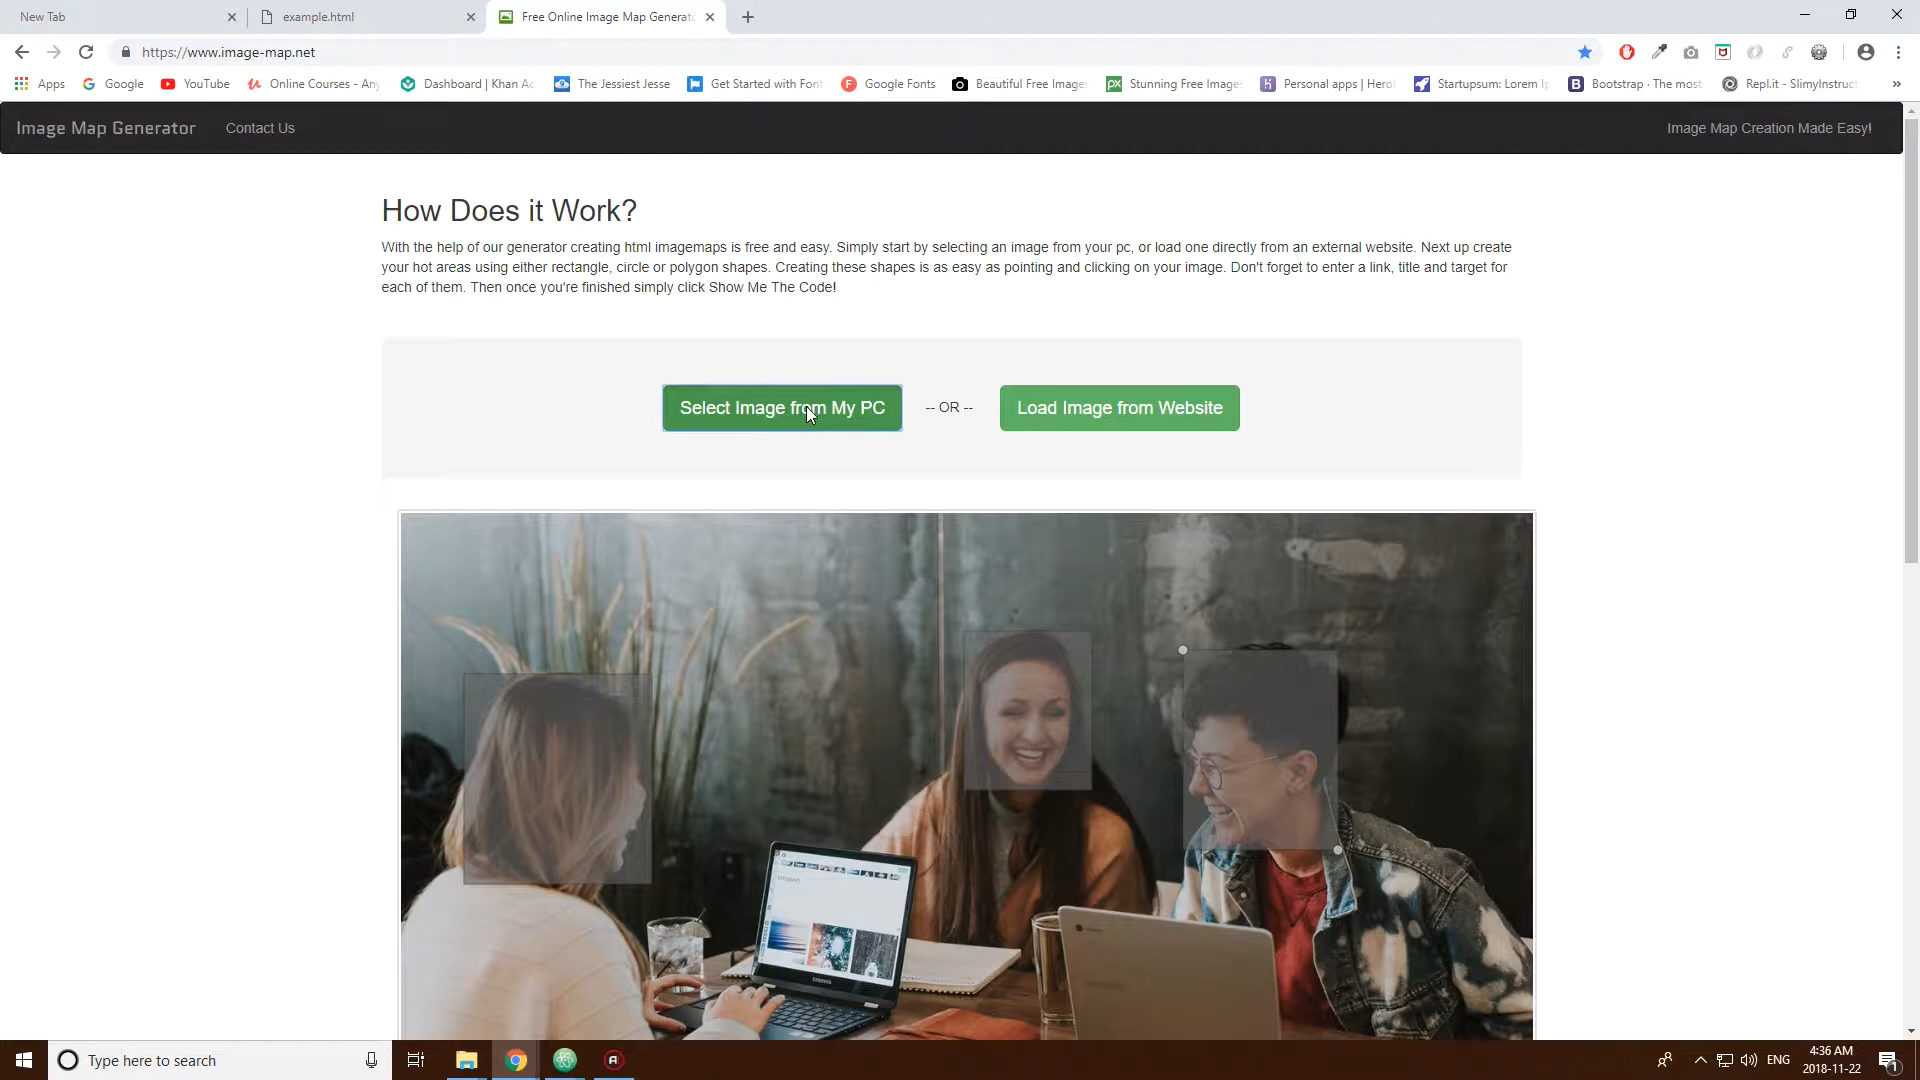 New Tab
example.html
Free Online Image Map Generato
https://www.image-map.net
Apps
Google
YouTube
Online Courses - Any
Dashboard | Khan Ac
The Jessiest Jesse
Get Started with Font
Google Fonts
Beautiful Free Images
Stunning Free Images
Personal apps | Herol
Startupsum: Lorem Ip
Bootstrap · The most
Repl.it - SlimyInstruct
Image Map Generator
Contact Us
Image Map Creation Made Easy!
How Does it Work?
With the help of our generator creating html imagemaps is free and easy. Simply start by selecting an image from your pc, or load one directly from an external website. Next up create
your hot areas using either rectangle, circle or polygon shapes. Creating these shapes is as easy as pointing and clicking on your image. Don't forget to enter a link, title and target for
each of them. Then once you're finished simply click Show Me The Code!
Select Image from My PC
-- OR --
Load Image from Website
Unsplash
SAMSUNG
Type here to search
ENG
4:36 AM
2018-11-22
1